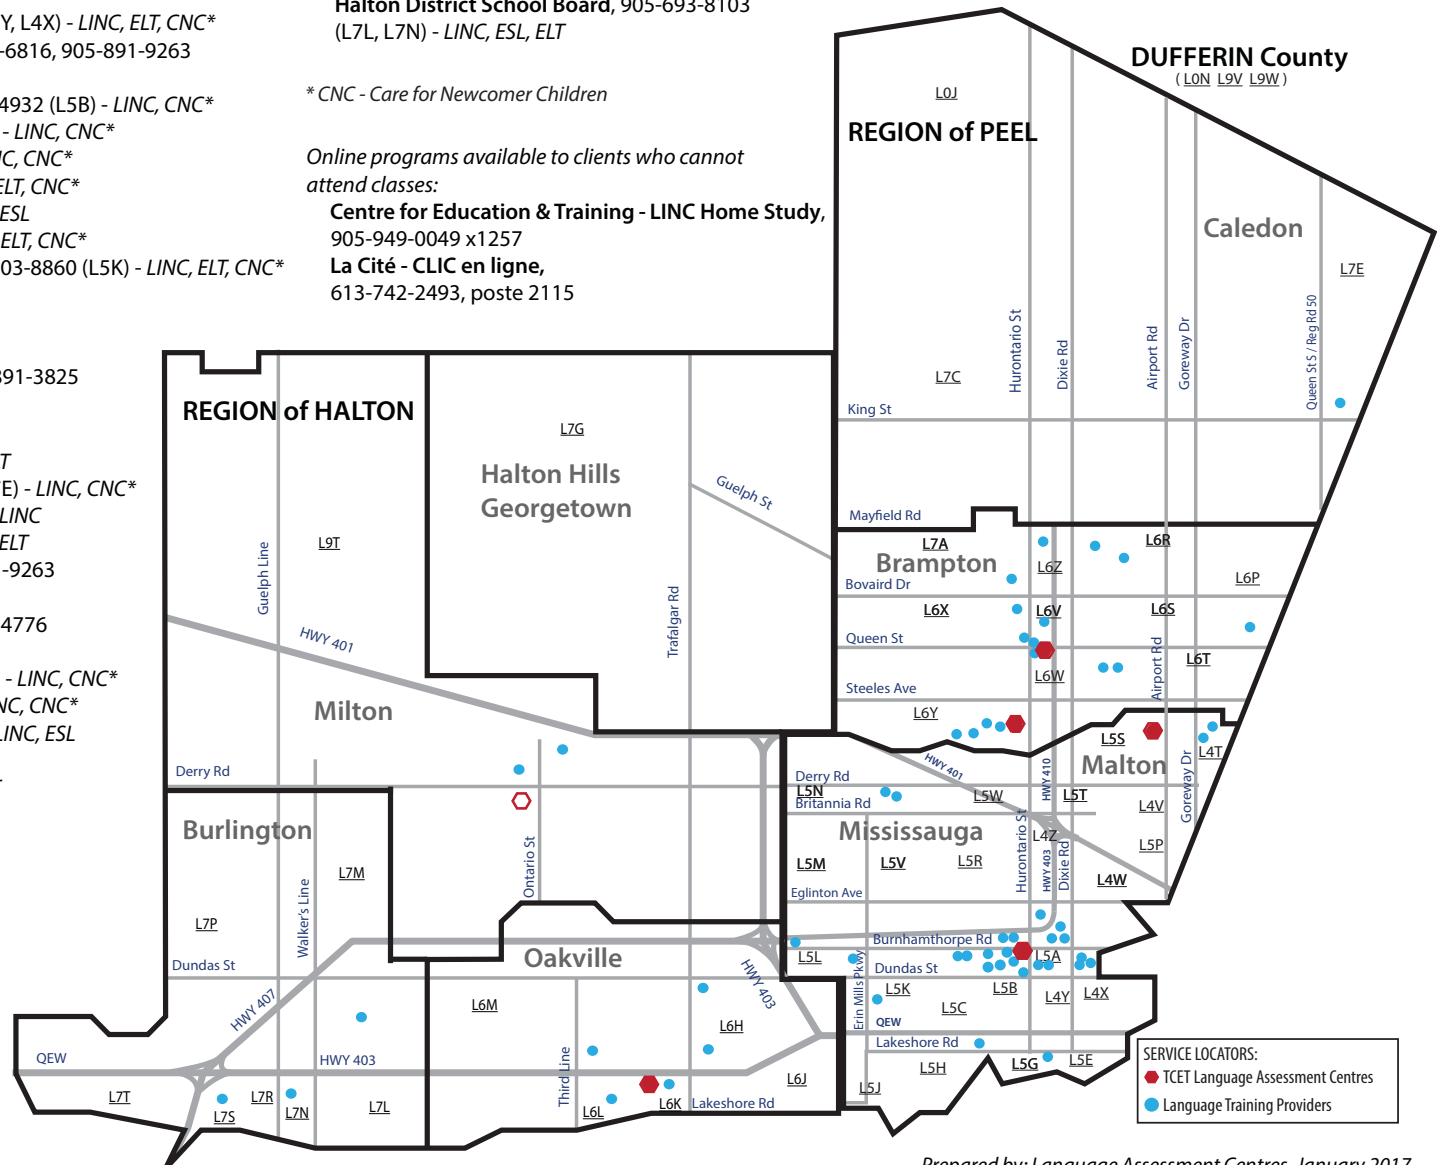 Y, L4X) - LINC, ELT, CNC*
-6816, 905-891-9263
4932 (L5B) - LINC, CNC*
- LINC, CNC*
C, CNC*
ELT, CNC*
ESL
ELT, CNC*
03-8860 (L5K) - LINC, ELT, CNC*
891-3825
LT
E) - LINC, CNC*
LINC
ELT
-9263
4776
- LINC, CNC*
NC, CNC*
LINC, ESL
Halton District School Board, 905-693-8103
(L7L, L7N) - LINC, ESL, ELT
* CNC - Care for Newcomer Children
Online programs available to clients who cannot
attend classes:
Centre for Education & Training - LINC Home Study,
905-949-0049 x1257
La Cité - CLIC en ligne,
613-742-2493, poste 2115
DUFFERIN County
( L0N L9V L9W )
L0J
REGION of PEEL
Caledon
L7E
Hurontario St
Dixie Rd
Airport Rd
Goreway Dr
Queen St S / Reg Rd 50
L7C
King St
Mayfield Rd
REGION of HALTON
L7G
Halton Hills
Georgetown
Guelph St
L9T
Guelph Line
Trafalgar Rd
HWY 401
Milton
Derry Rd
Ontario St
L7A
L6R
Brampton
L6Z
L6P
Bovaird Dr
L6X
L6V
L6S
Queen St
Airport Rd
L6T
L6W
Steeles Ave
L6Y
L5S
L4T
Malton
HWY 401
HWY 410
Goreway Dr
Derry Rd
L5N
L5W
L5T
Britannia Rd
L4V
Mississauga
Hurontario St
L4Z
L5P
L5M
L5V
L5R
HWY 403
Dixie Rd
L4W
Eglinton Ave
Burnhamthorpe Rd
L5L
L5A
Erin Mills Pkwy
Dundas St
L5K
L5B
L4Y
L4X
L5C
QEW
Lakeshore Rd
L5H
L5G
L5E
L5J
Burlington
L7M
L7P
Walker's Line
Dundas St
HWY 407
Oakville
HWY 403
L6M
L6H
QEW
HWY 403
Third Line
L6J
L7T
L7S
L7R
L7N
L7L
L6L
L6K
Lakeshore Rd
SERVICE LOCATORS:
TCET Language Assessment Centres
Language Training Providers
Prepared by: Language Assessment Centres, January 2017